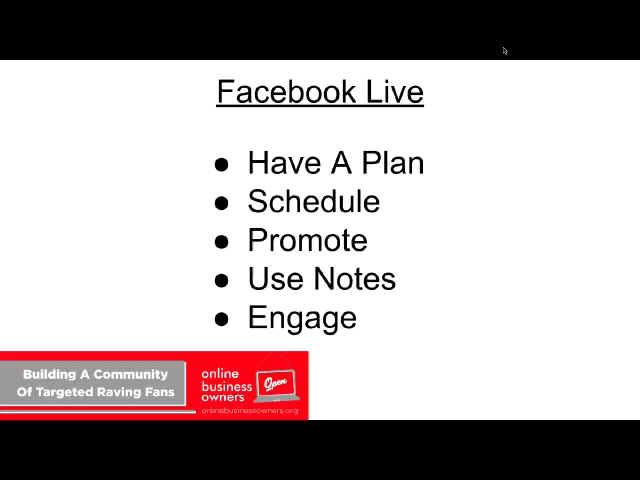 Facebook Live
● Have A Plan
● Schedule
● Promote
● Use Notes
● Engage
Building A Community
Of Targeted Raving Fans
online
business
owners
Open
onlinebusinessowners.org